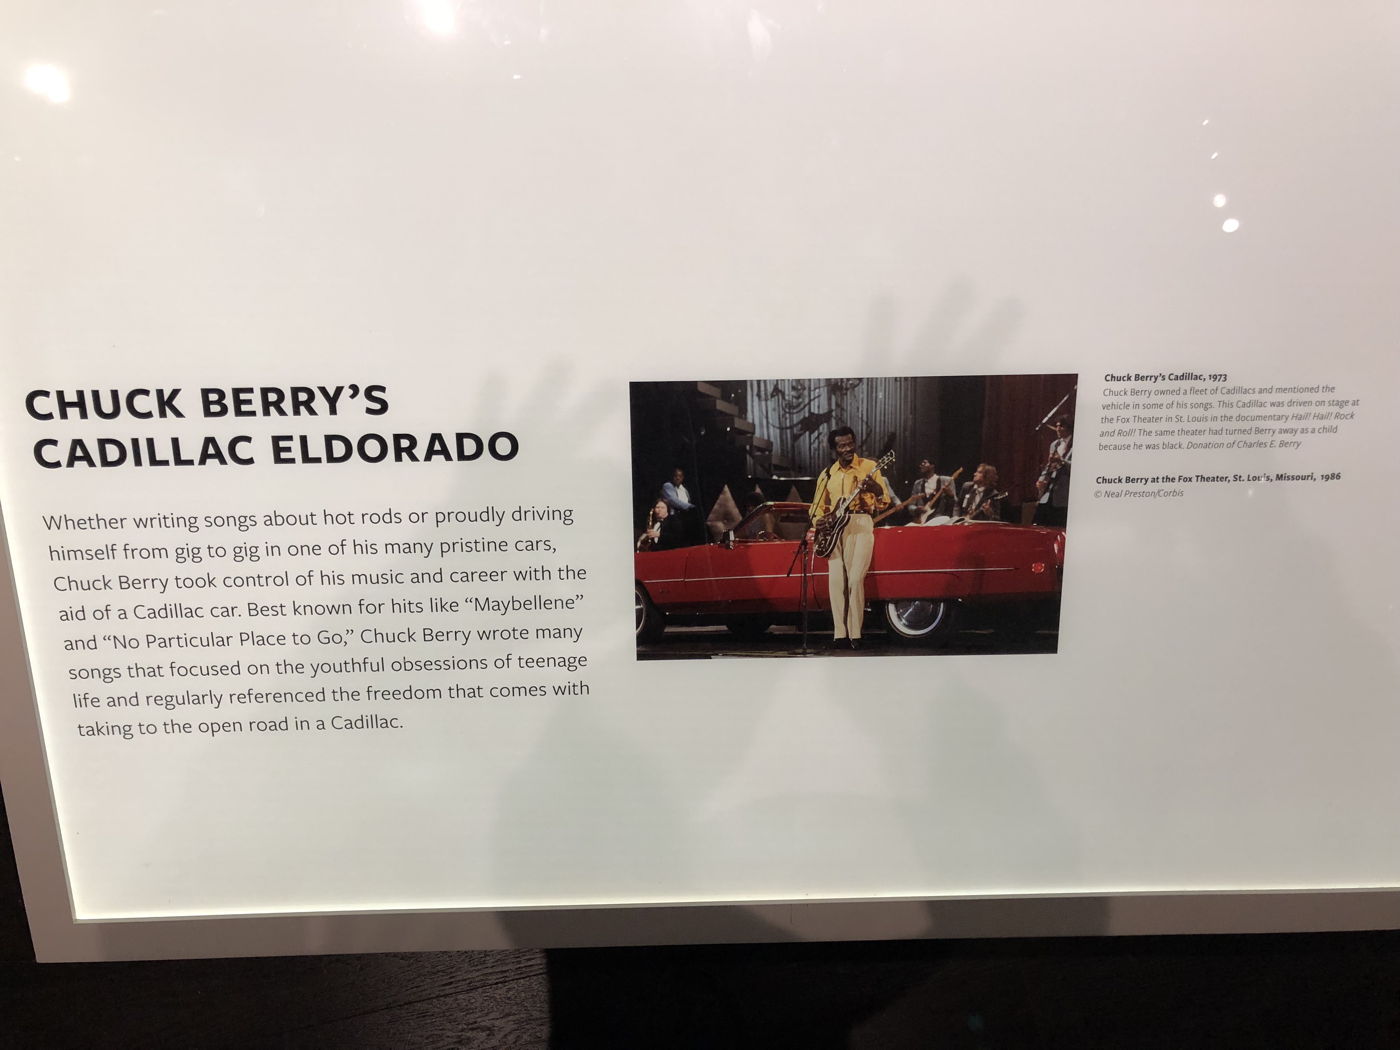 CHUCK BERRY’S
CADILLAC ELDORADO
Whether writing songs about hot rods or proudly driving
himself from gig to gig in one of his many pristine cars,
Chuck Berry took control of his music and career with the
aid of a Cadillac car. Best known for hits like “Maybellene”
and “No Particular Place to Go,” Chuck Berry wrote many
songs that focused on the youthful obsessions of teenage
life and regularly referenced the freedom that comes with
taking to the open road in a Cadillac.
Chuck Berry’s Cadillac, 1973
Chuck Berry owned a fleet of Cadillacs and mentioned the
vehicle in some of his songs. This Cadillac was driven on stage at
the Fox Theater in St. Louis in the documentary Hail! Hail! Rock
and Roll! The same theater had turned Berry away as a child
because he was black. Donation of Charles E. Berry
Chuck Berry at the Fox Theater, St. Louis, Missouri, 1986
© Neal Preston/Corbis